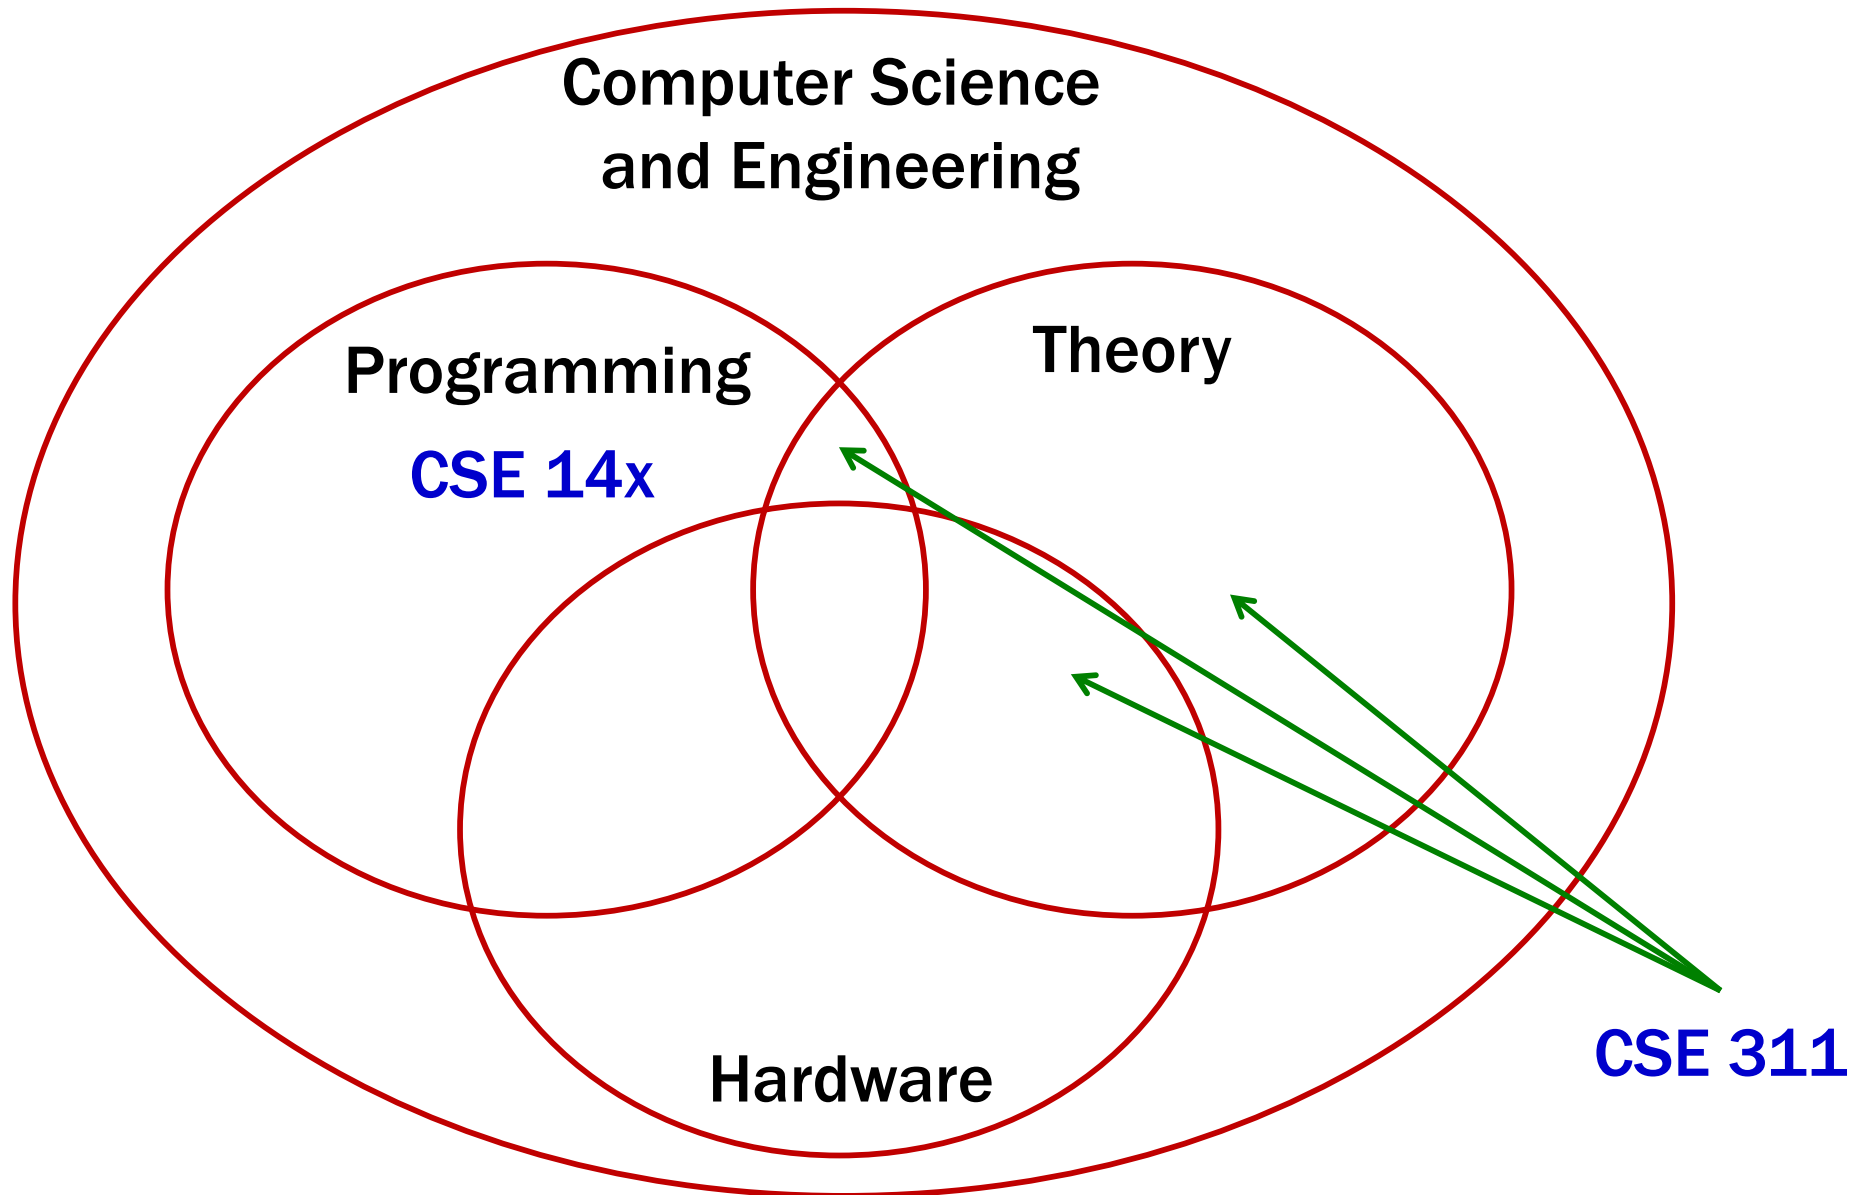 Computer Science
and Engineering
Programming
Theory
CSE 14x
Hardware
CSE 311